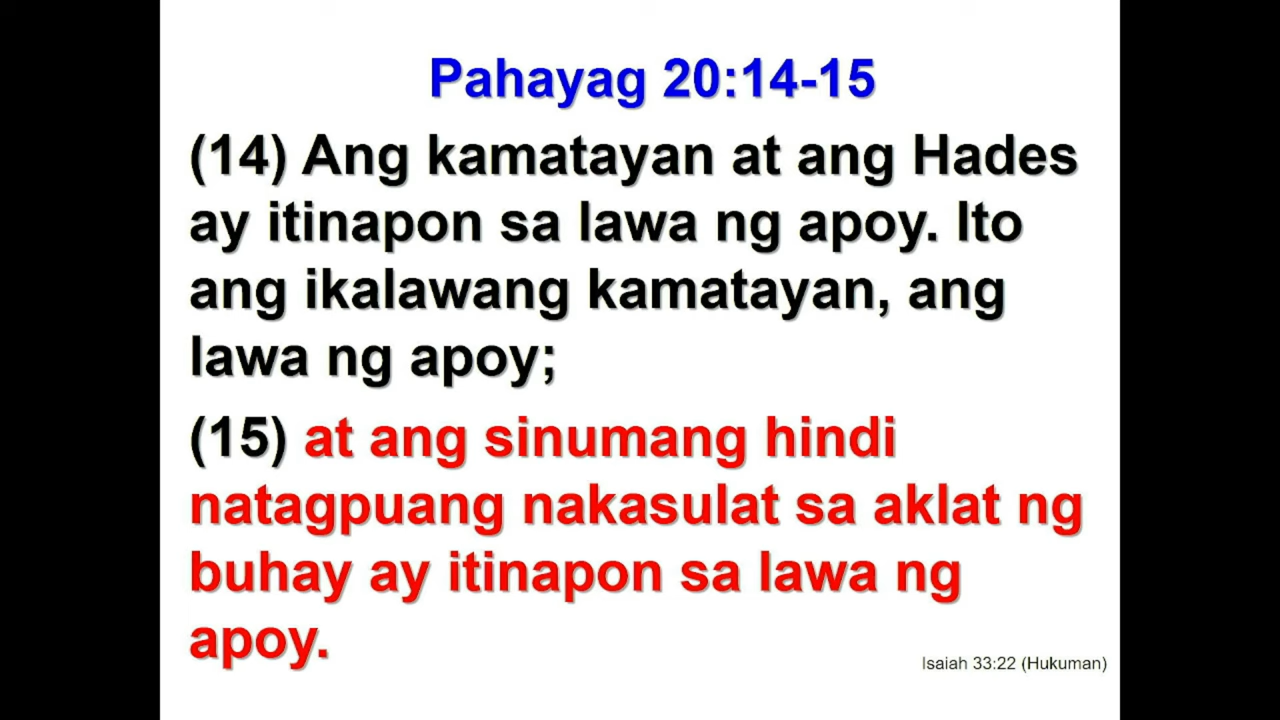 Pahayag 20:14-15
(14) Ang kamatayan at ang Hades
ay itinapon sa lawa ng apoy. Ito
ang ikalawang kamatayan, ang
lawa ng apoy;
(15) at ang sinumang hindi
natagpuang nakasulat sa aklat ng
buhay ay itinapon sa lawa ng
apoy.
Isaiah 33:22 (Hukuman)